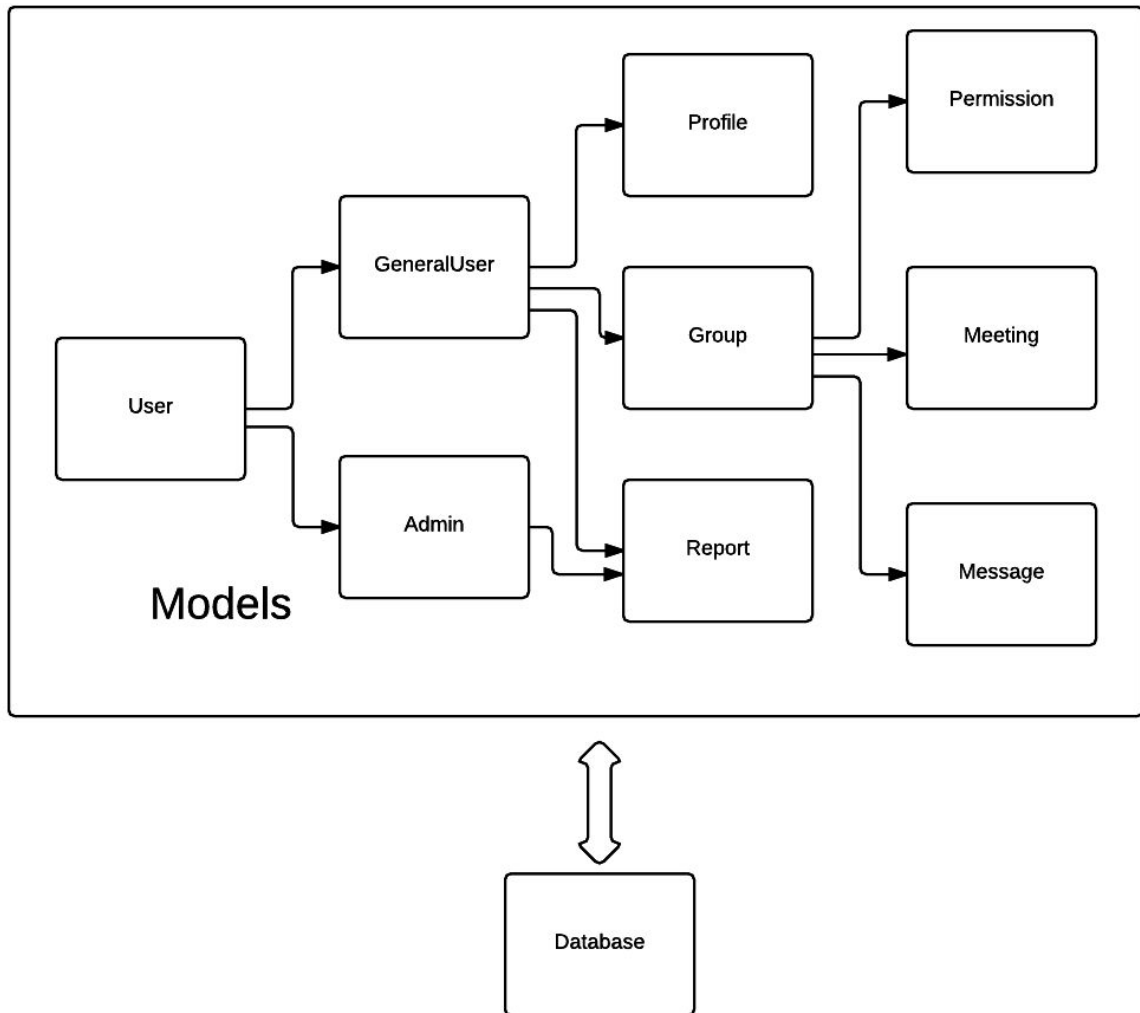 Permission
Profile
GeneralUser
Group
Meeting
User
Admin
Report
Message
Models
Database